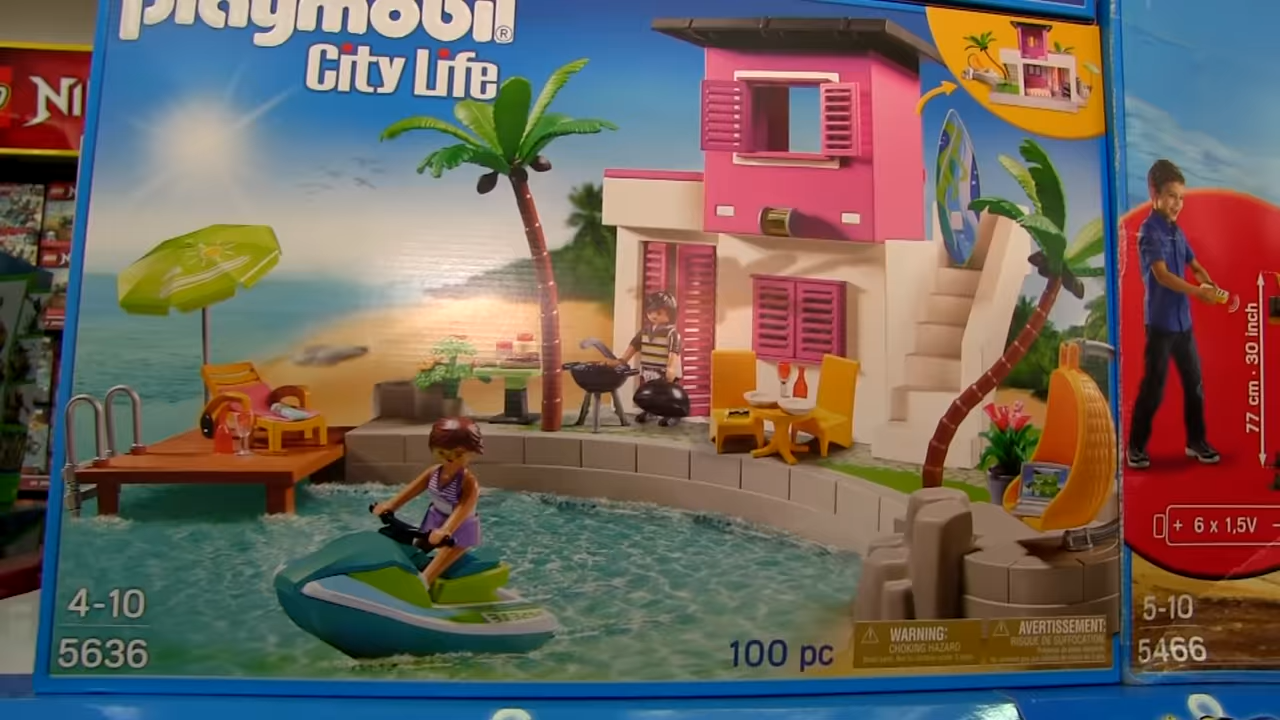 playmobil®
City Life
NI
4-10
5636
100 pc
WARNING:
CHOKING HAZARD
AVERTISSEMENT:
RISQUE DE SUFFOCATION
77 cm · 30 inch
+ 6 x 1,5V -
5-10
5466